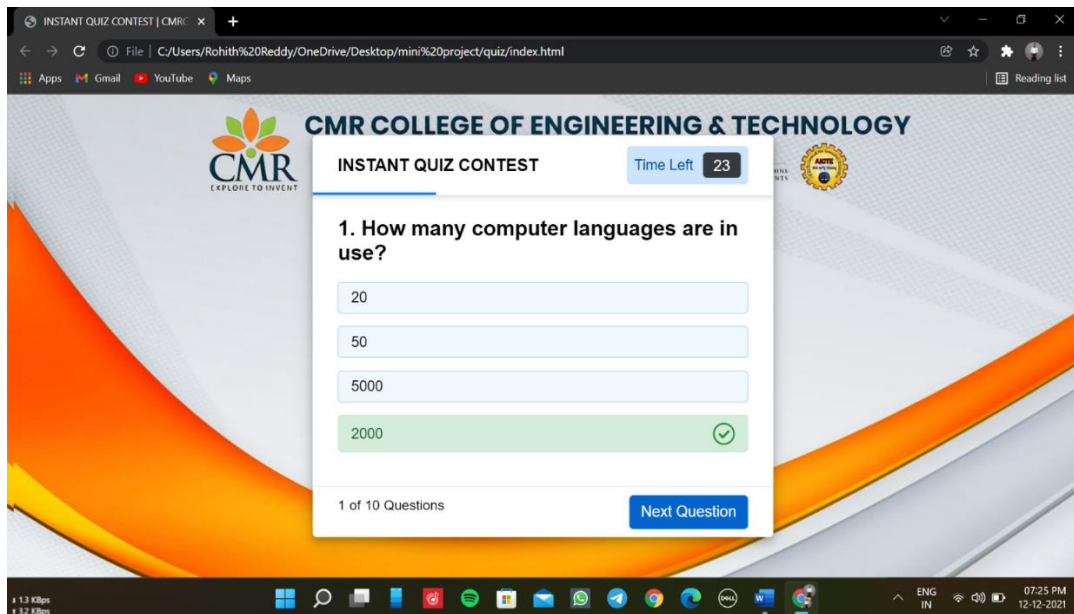 INSTANT QUIZ CONTEST | CMRC
File | C:/Users/Rohith%20Reddy/OneDrive/Desktop/mini%20project/quiz/index.html
Apps Gmail YouTube Maps Reading list
CMR COLLEGE OF ENGINEERING & TECHNOLOGY
CMR
EXPLORE TO INVENT
AICTE
INSTANT QUIZ CONTEST
Time Left 23
1. How many computer languages are in
use?
20
50
5000
2000
1 of 10 Questions
Next Question
1.3 KBps
3.2 KBps
DELL
ENG
IN
07:25 PM
12-12-2021